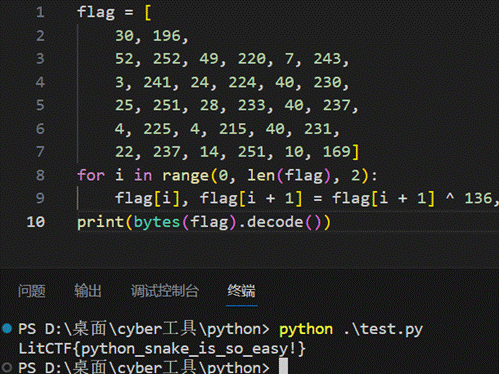 1 flag = [
2 30, 196,
3 52, 252, 49, 220, 7, 243,
4 3, 241, 24, 224, 40, 230,
5 25, 251, 28, 233, 40, 237,
6 4, 225, 4, 215, 40, 231,
7 22, 237, 14, 251, 10, 169]
8 for i in range(0, len(flag), 2):
9 flag[i], flag[i + 1] = flag[i + 1] ^ 136,
10 print(bytes(flag).decode())
问题 输出 调试控制台 终端
PS D:\桌面\cyber工具\python> python .\test.py
LitCTF{python_snake_is_so_easy!}
PS D:\桌面\cyber工具\python>